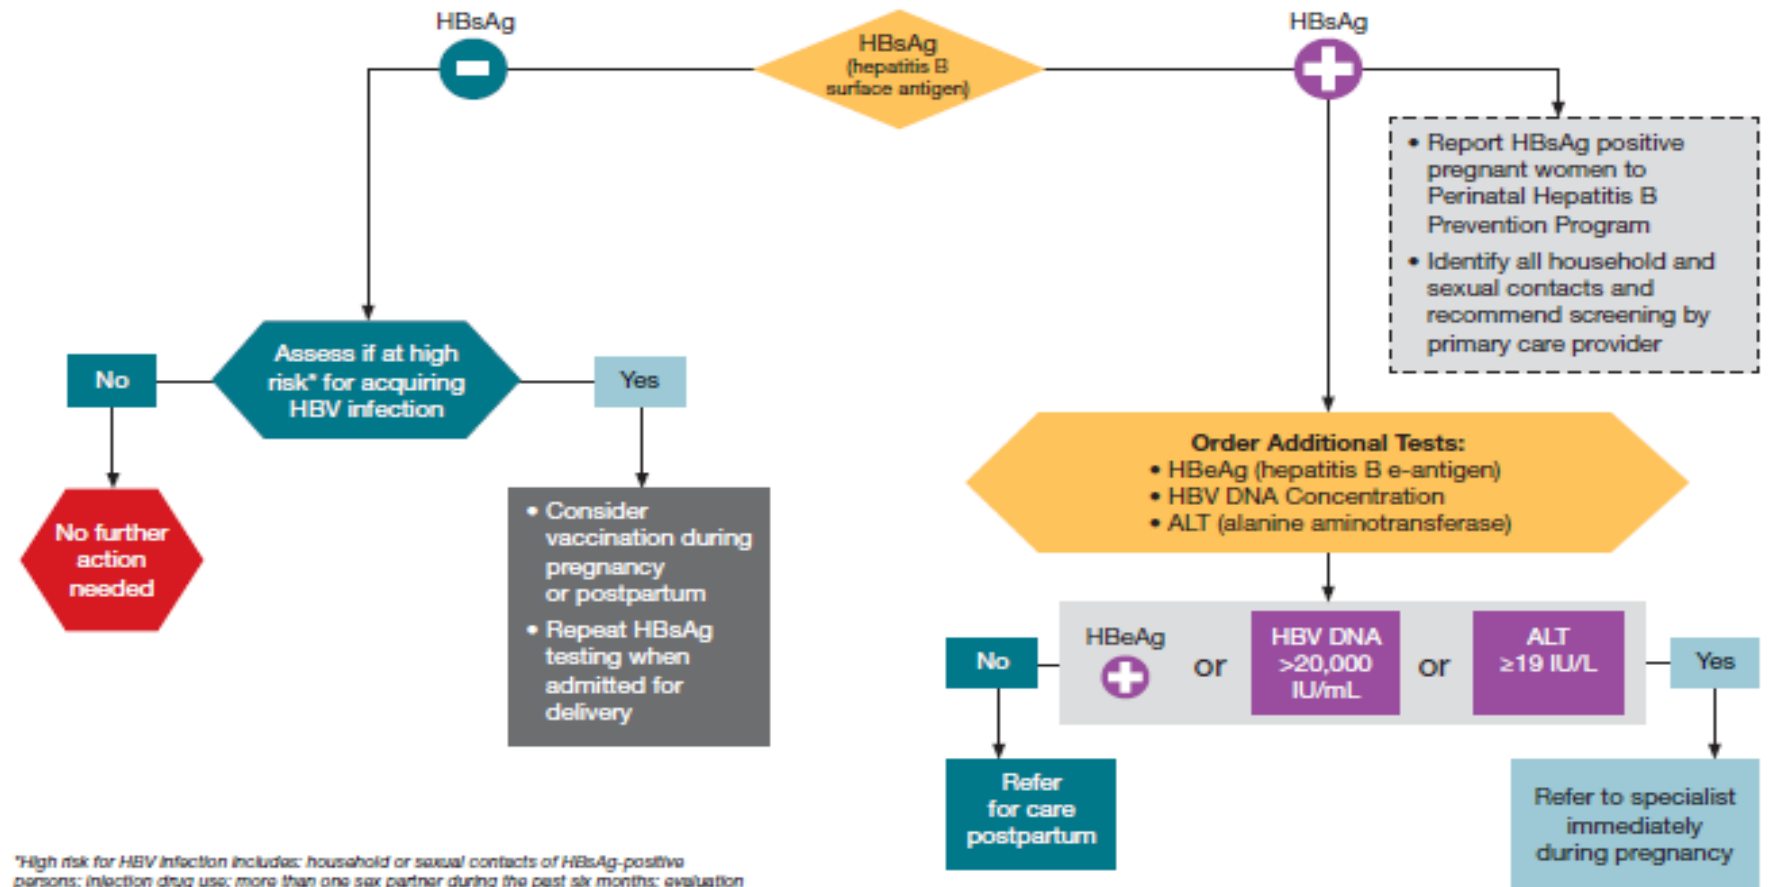 HBsAg
HBsAg
(hepatitis B
surface antigen)
HBsAg
• Report HBsAg positive
pregnant women to
Perinatal Hepatitis B
Prevention Program
• Identify all household and
sexual contacts and
recommend screening by
primary care provider
No
Assess if at high
risk* for acquiring
HBV infection
Yes
No further
action
needed
• Consider
vaccination during
pregnancy
or postpartum
• Repeat HBsAg
testing when
admitted for
delivery
Order Additional Tests:
• HBeAg (hepatitis B e-antigen)
• HBV DNA Concentration
• ALT (alanine aminotransferase)
No
HBeAg
or
HBV DNA
>20,000
IU/mL
or
ALT
≥19 IU/L
Yes
Refer
for care
postpartum
Refer to specialist
immediately
during pregnancy
*High risk for HBV infection includes: household or sexual contacts of HBsAg-positive
persons; injection drug use; more than one sex partner during the past six months; evaluation